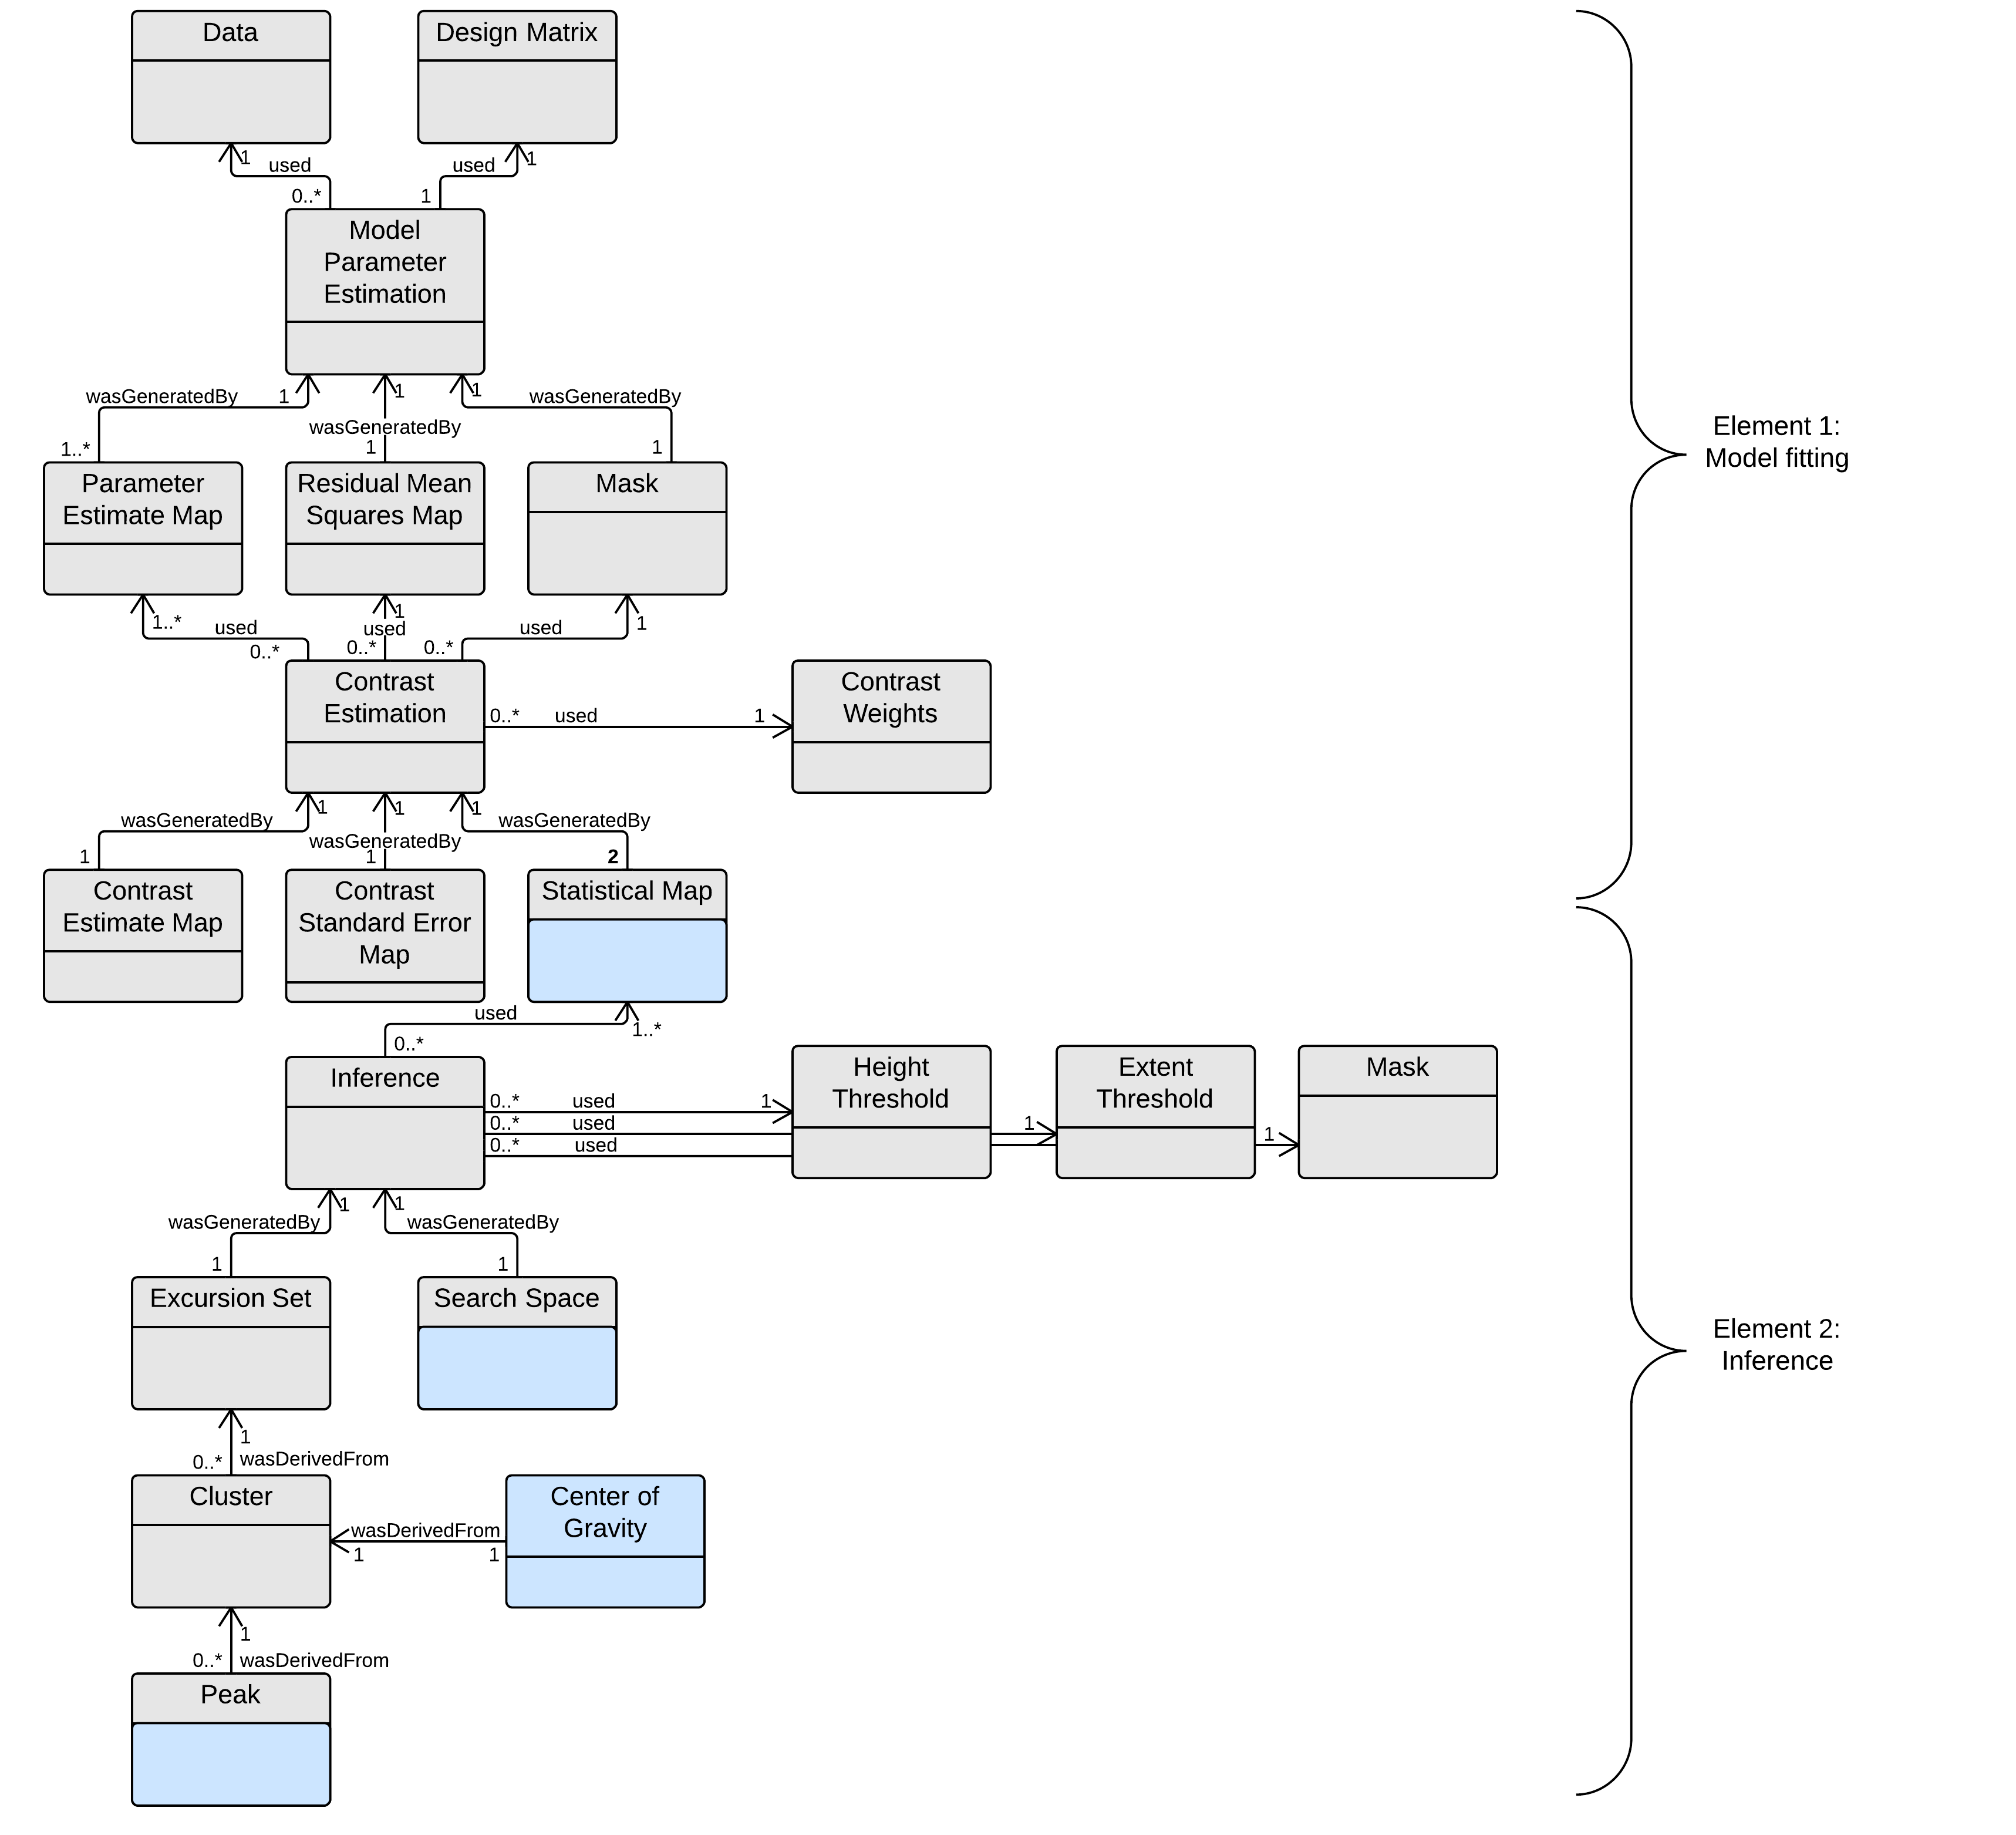 Data
Design Matrix
1
used
used
1
0..*
1
Model
Parameter
Estimation
wasGeneratedBy
1
1
1
wasGeneratedBy
wasGeneratedBy
1..*
1
1
Parameter
Estimate Map
Residual Mean
Squares Map
Mask
Element 1:
Model fitting
1..*
used
1
used
used
1
0..*
0..*
0..*
Contrast
Estimation
0..*
used
1
Contrast
Weights
wasGeneratedBy
1
1
1
wasGeneratedBy
wasGeneratedBy
1
1
2
Contrast
Estimate Map
Contrast
Standard Error
Map
Statistical Map
used
1..*
0..*
Inference
0..*
used
1
0..*
used
1
0..*
used
1
Height
Threshold
Extent
Threshold
Mask
wasGeneratedBy
1
1
wasGeneratedBy
1
1
Excursion Set
Search Space
Element 2:
Inference
1
0..*
wasDerivedFrom
Cluster
wasDerivedFrom
1
1
Center of
Gravity
1
0..*
wasDerivedFrom
Peak